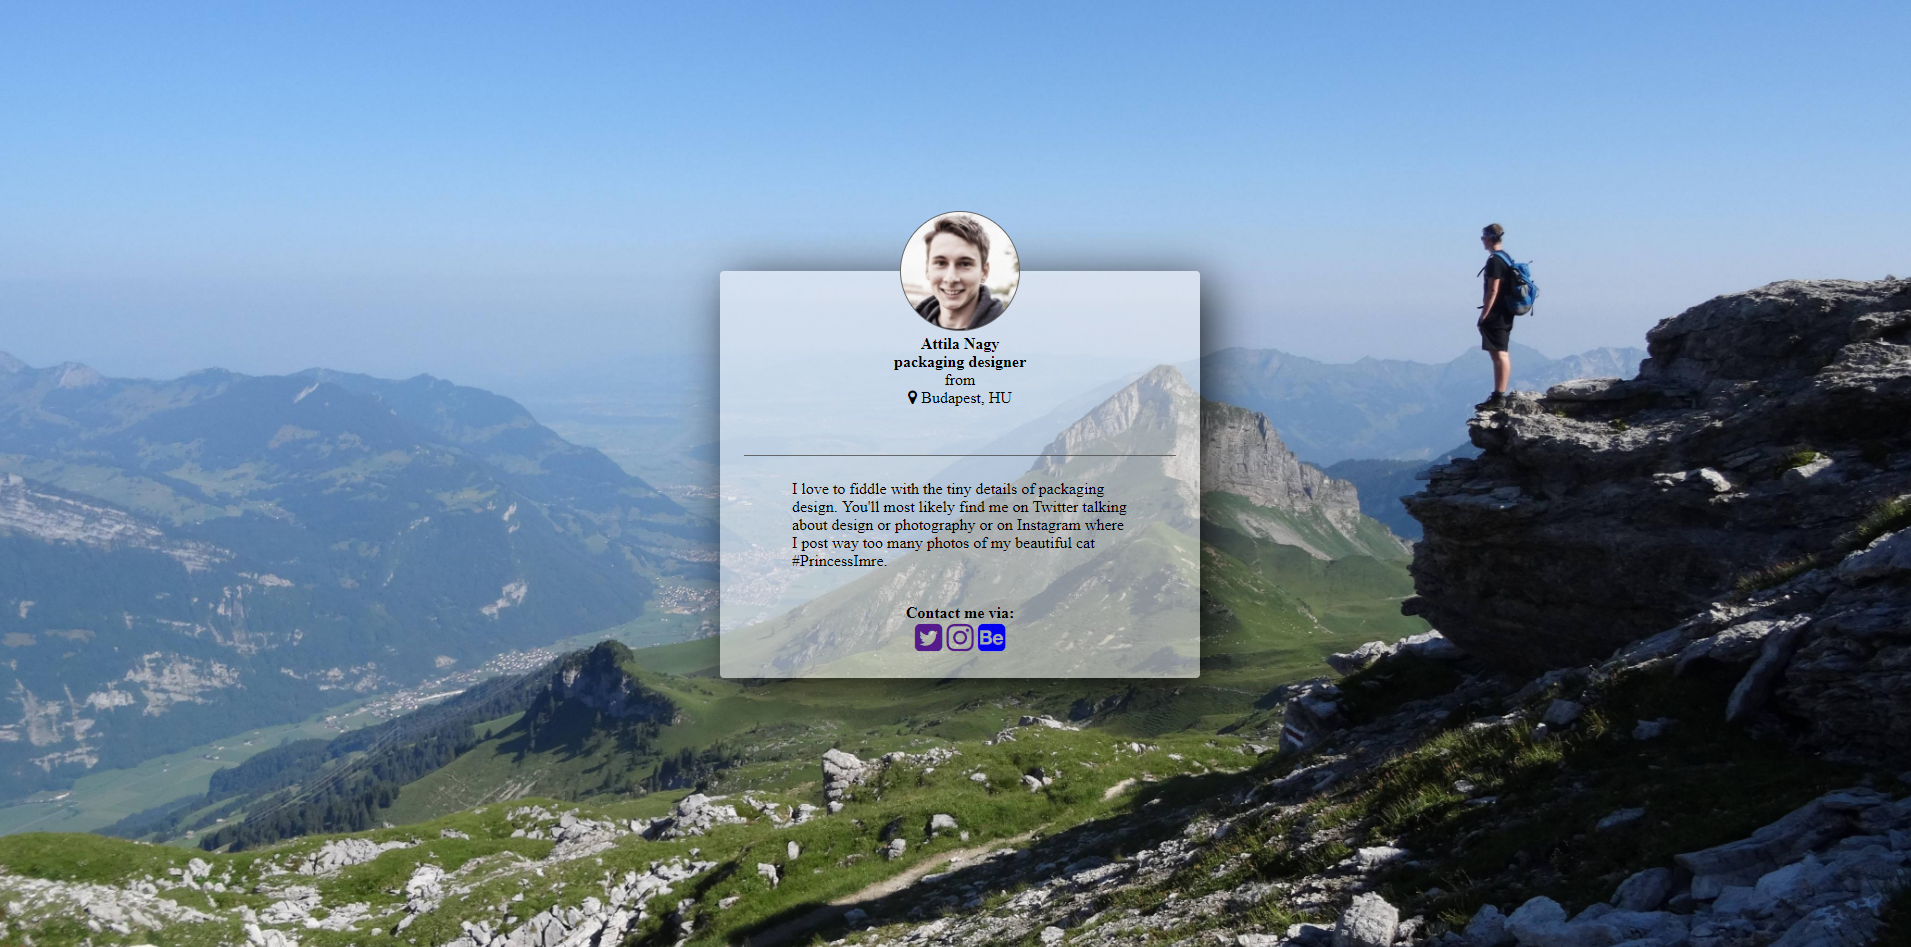 Attila Nagy
packaging designer
from
Budapest, HU
I love to fiddle with the tiny details of packaging
design. You'll most likely find me on Twitter talking
about design or photography or on Instagram where
I post way too many photos of my beautiful cat
#PrincessImre.
Contact me via:
Bē